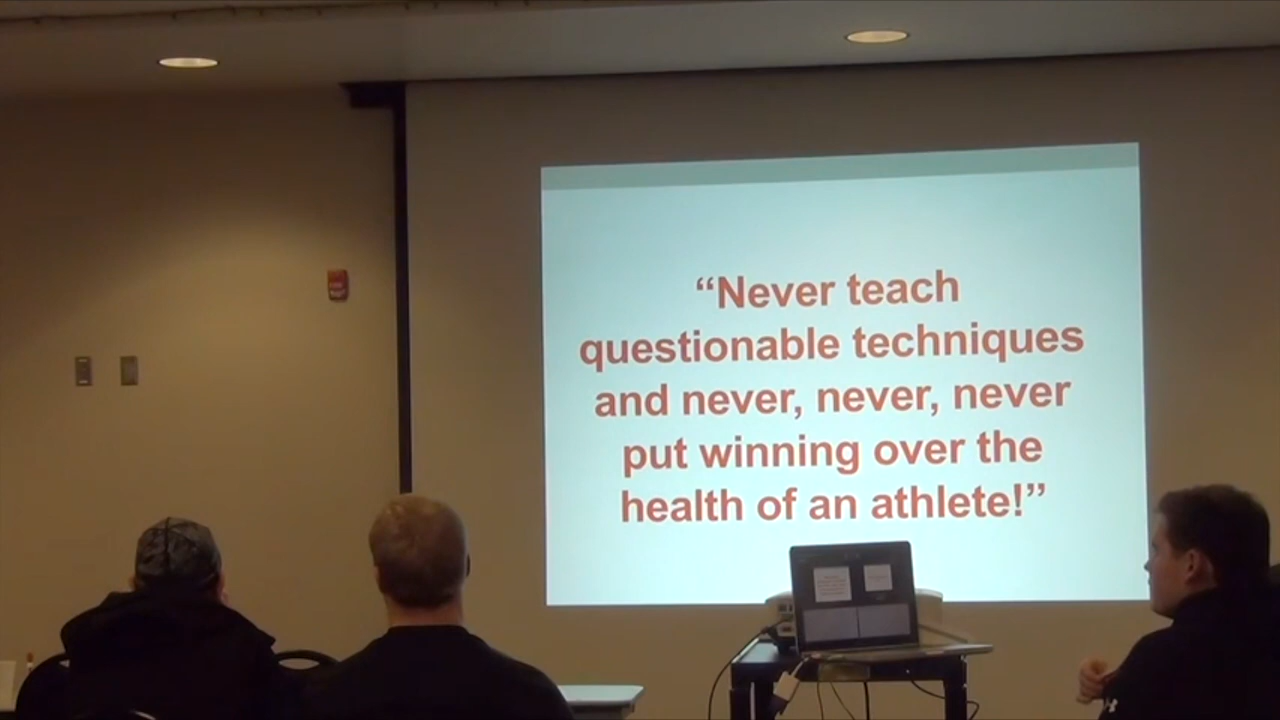 “Never teach
questionable techniques
and never, never, never
put winning over the
health of an athlete!”